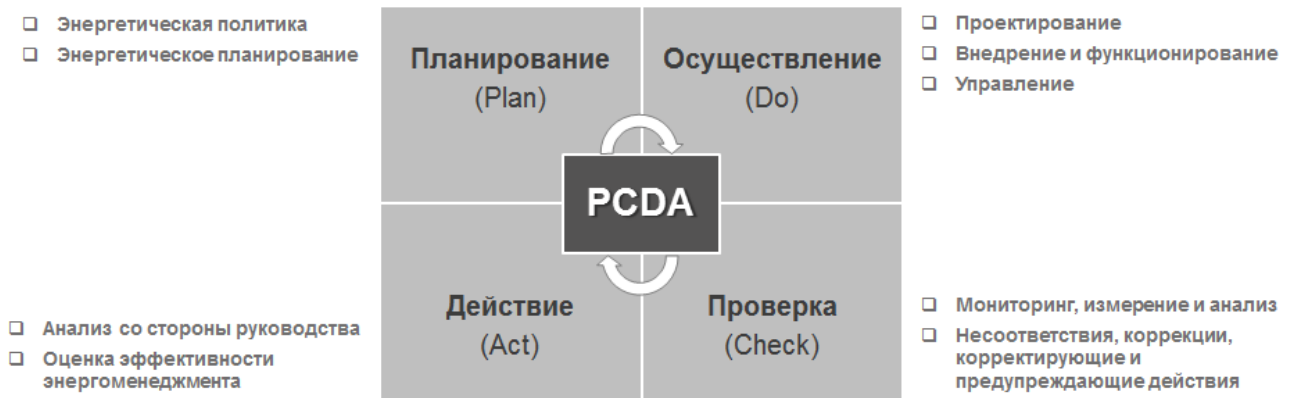 Энергетическая политика
Энергетическое планирование
Планирование
(Plan)
Осуществление
(Do)
Проектирование
Внедрение и функционирование
Управление
PCDA
Анализ со стороны руководства
Оценка эффективности
энергоменеджмента
Действие
(Act)
Проверка
(Check)
Мониторинг, измерение и анализ
Несоответствия, коррекции,
корректирующие и
предупреждающие действия